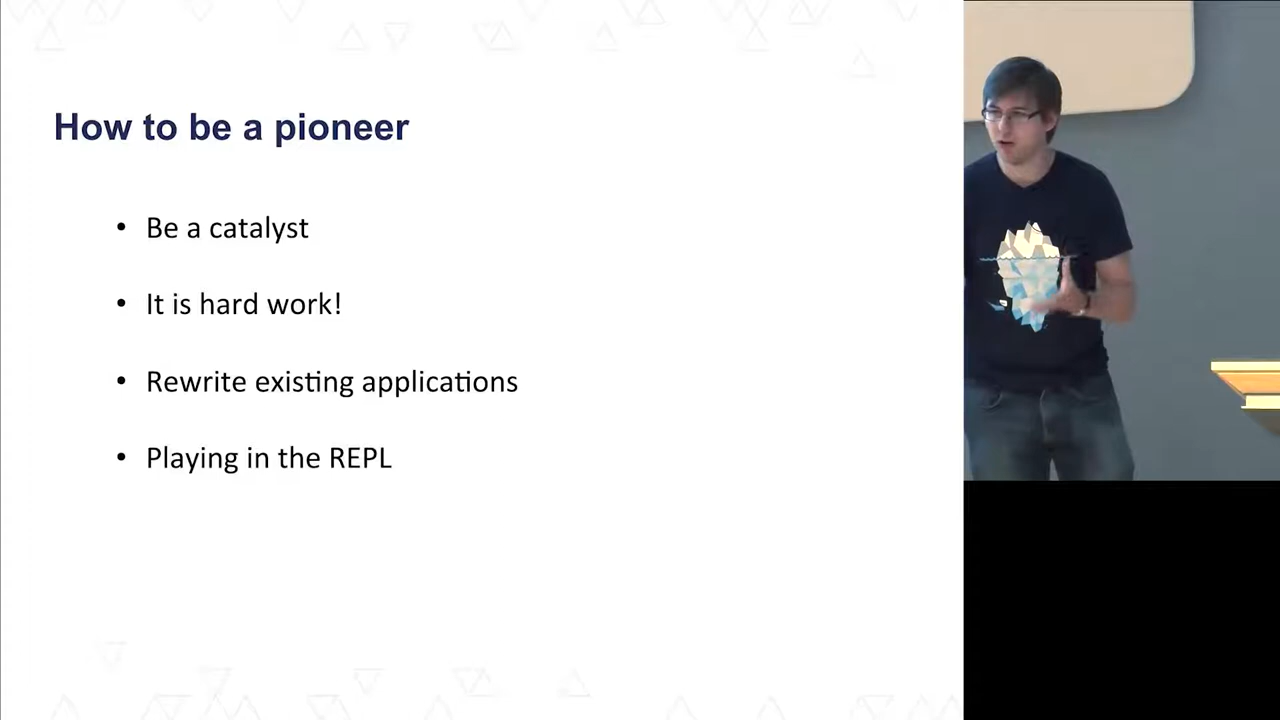 How to be a pioneer
• Be a catalyst
• It is hard work!
• Rewrite existing applications
• Playing in the REPL